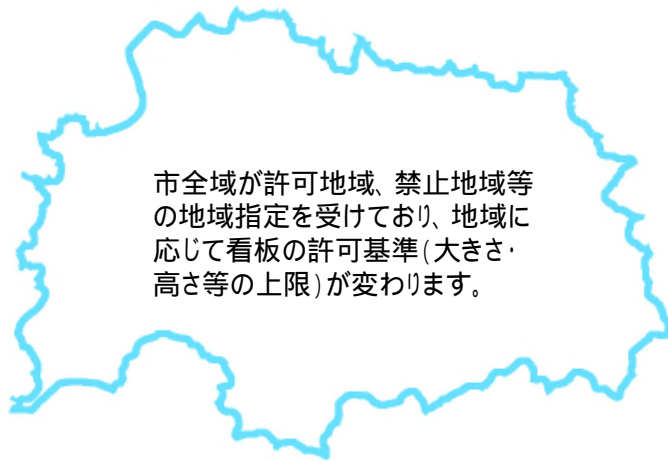 市全域が許可地域、禁止地域等
の地域指定を受けており、地域に
応じて看板の許可基準(大きさ・
高さ等の上限)が変わります。